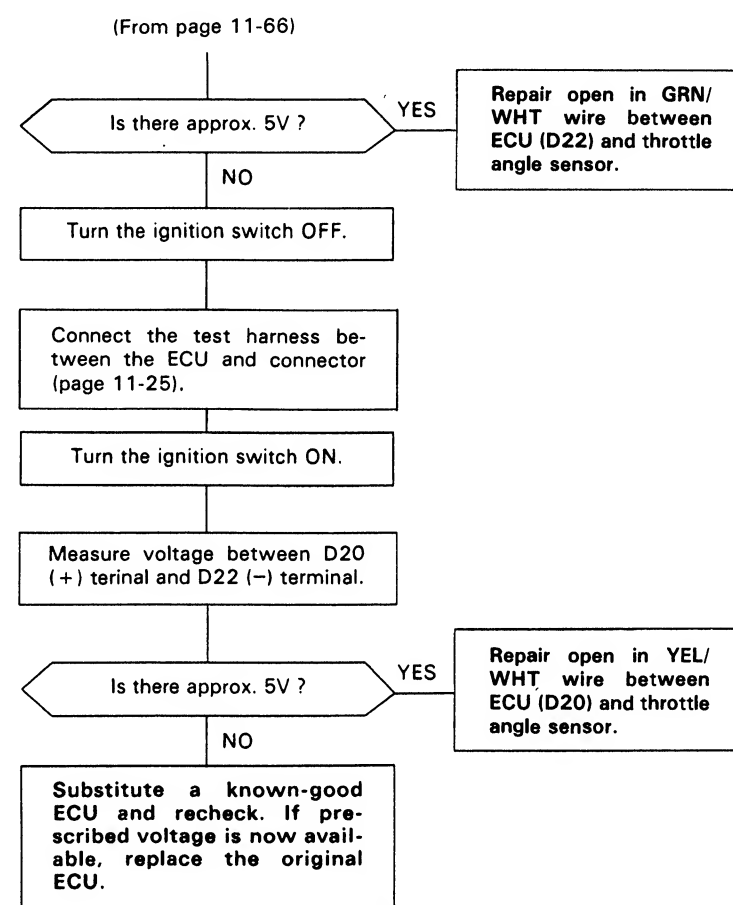 (From page 11-66)
Is there approx. 5V ?
YES
Repair open in GRN/
WHT wire between
ECU (D22) and throttle
angle sensor.
NO
Turn the ignition switch OFF.
Connect the test harness be-
tween the ECU and connector
(page 11-25).
Turn the ignition switch ON.
Measure voltage between D20
(+) terinal and D22 (−) terminal.
Is there approx. 5V ?
YES
Repair open in YEL/
WHT wire between
ECU (D20) and throttle
angle sensor.
NO
Substitute a known-good
ECU and recheck. If pre-
scribed voltage is now avail-
able, replace the original
ECU.